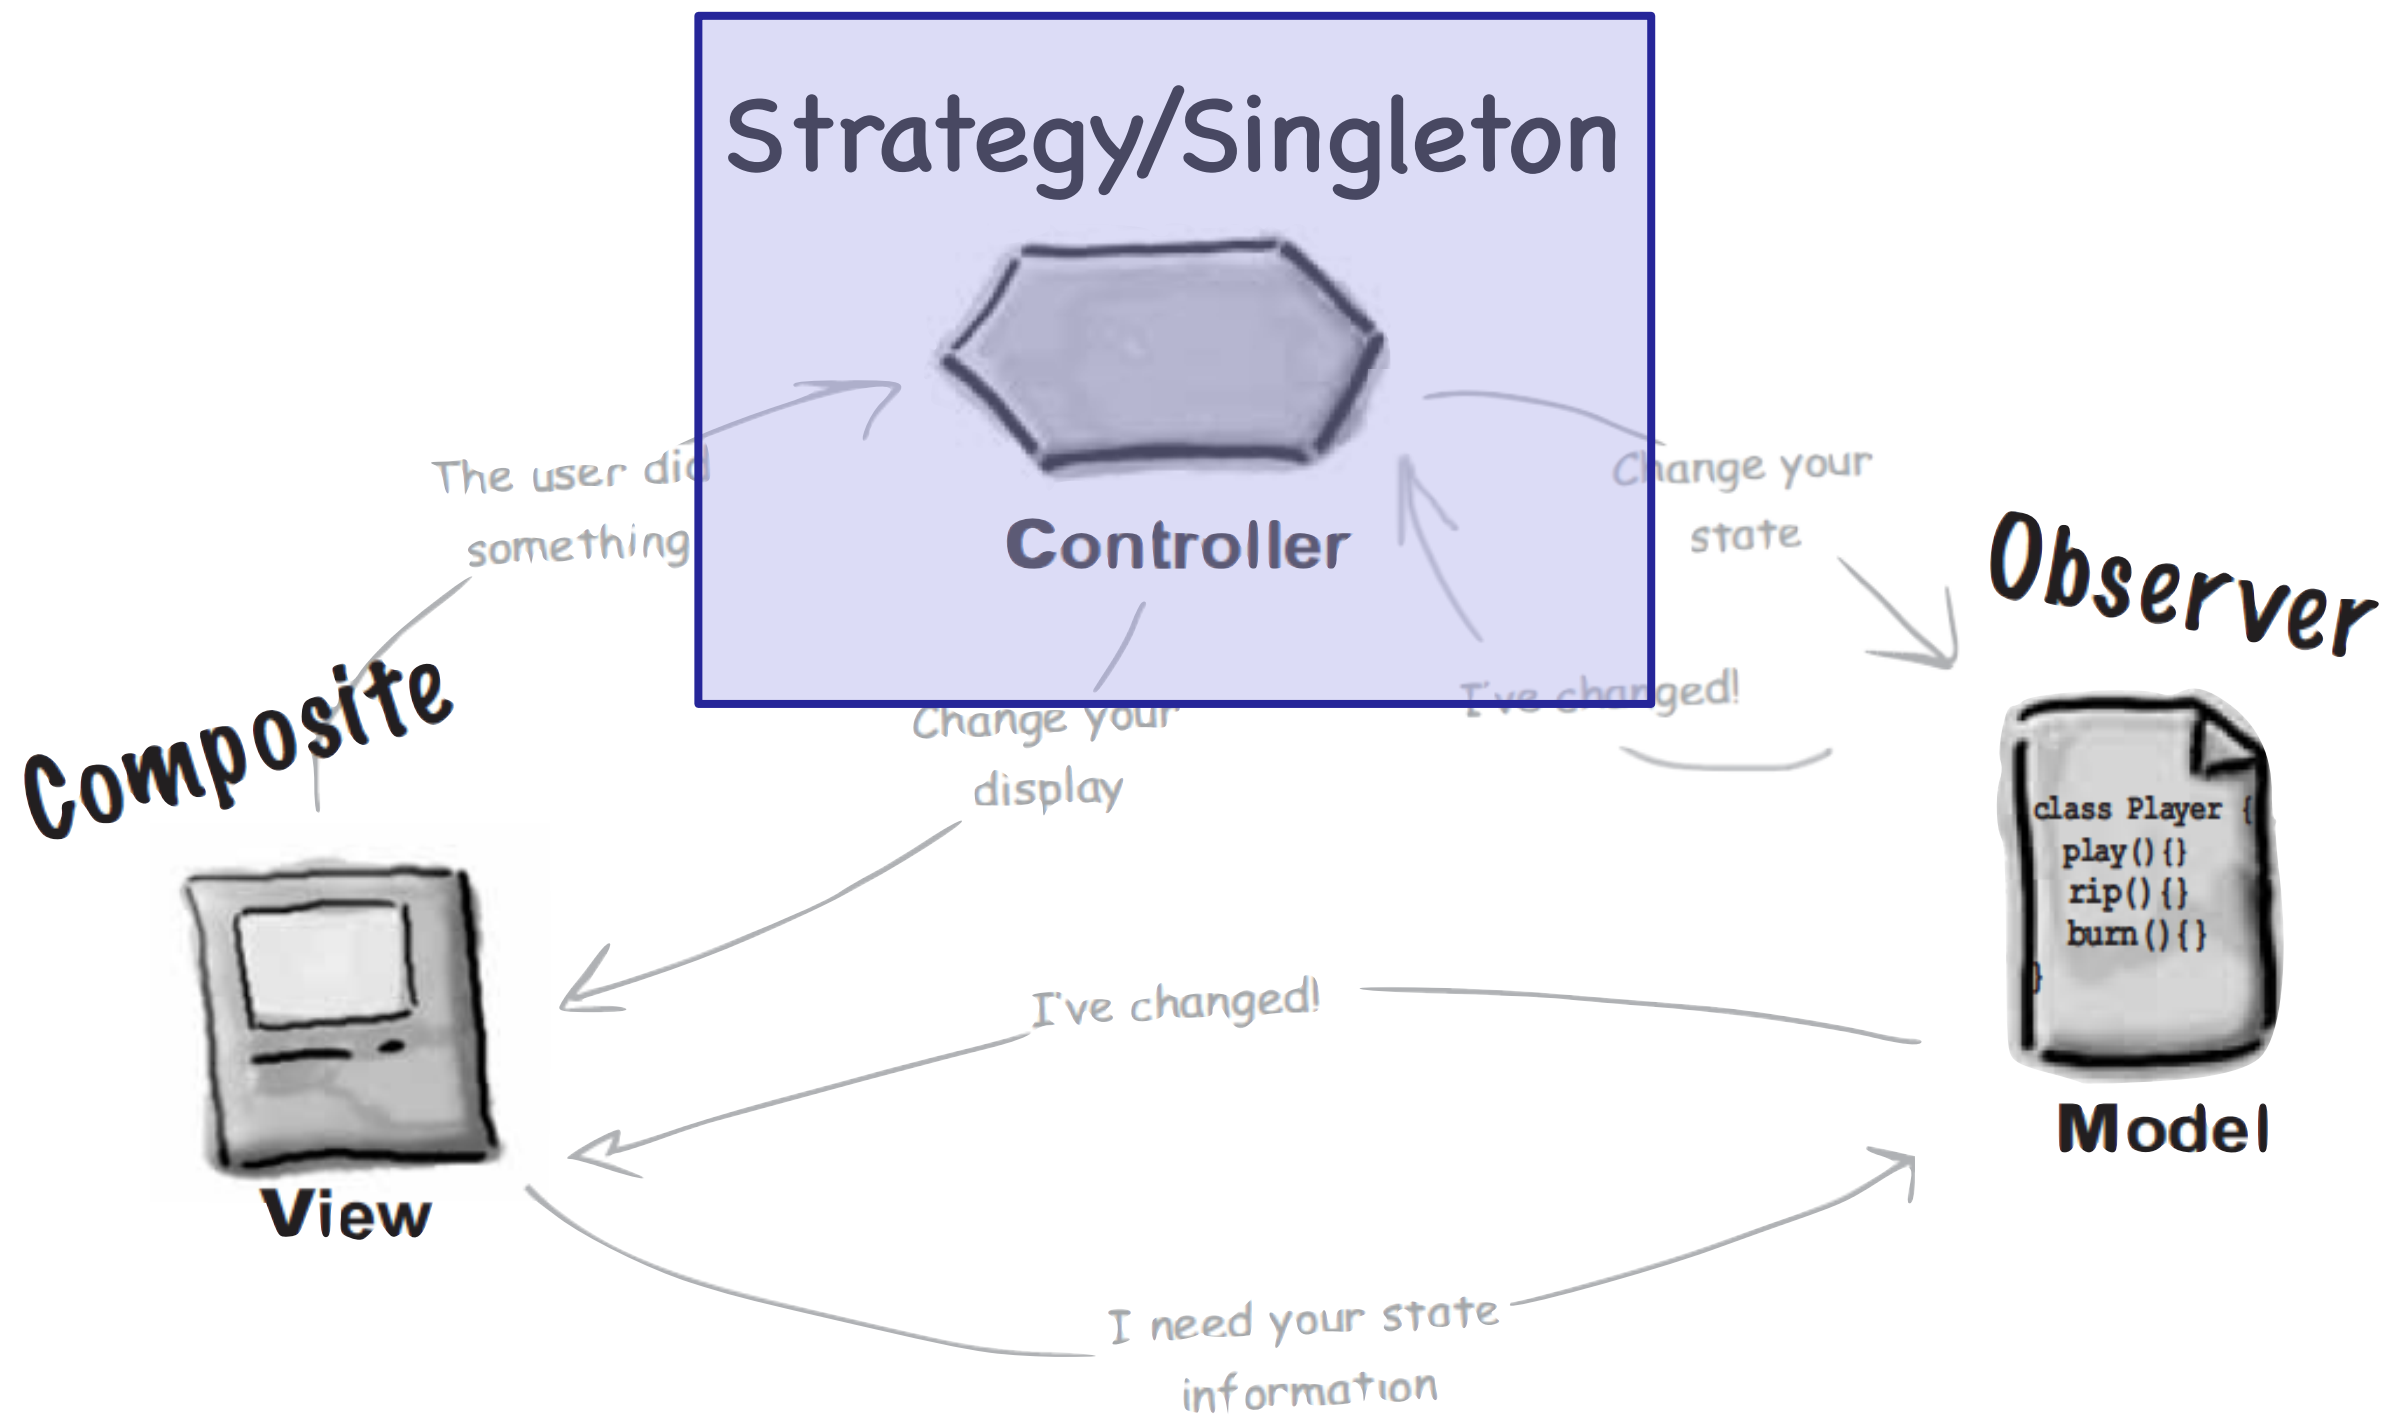 Strategy/Singleton
Controller
The user did
something
Change your
state
Observer
I've changed!
Composite
Change your
display
class Player {
play(){}
rip(){}
burn(){}
}
I've changed!
Model
View
I need your state
information